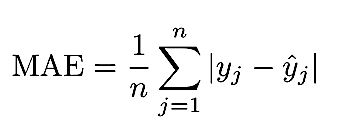 MAE = \frac{1}{n} \sum_{j=1}^{n} |y_j - \hat{y}_j|